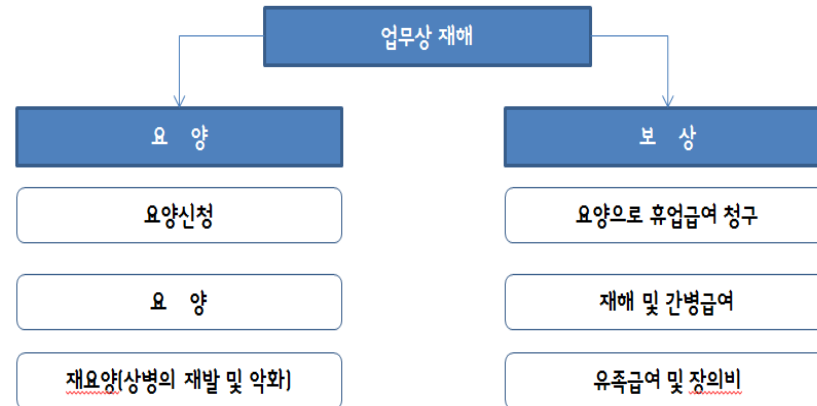 업무상 재해
요 양
보 상
요양신청
요양으로 휴업급여 청구
요 양
재해 및 간병급여
재요양(상병의 재발 및 악화)
유족급여 및 장의비